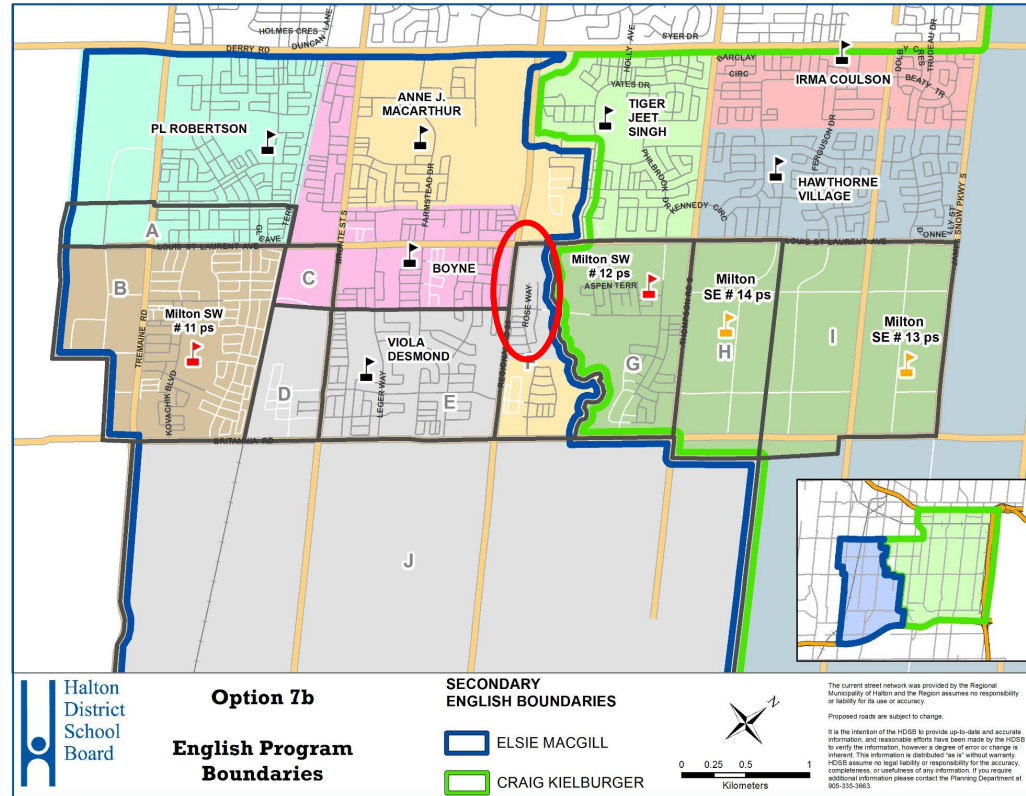 HOLMES CRES
DUNCAN LANE
DERRY RD
HOLLY AVE
SYER DR
BARCLAY
CIRC
DOLBY CRES
TRUDEAU DR
BEATY TR
IRMA COULSON
YATES DR
ANNE J.
MACARTHUR
TIGER
JEET
SINGH
PL ROBERTSON
FARMSTEAD DR
PHILBROOK DR
FERGUSON DR
HAWTHORNE
VILLAGE
KENNEDY CIRC
JAMES SNOW PKWY S
A
LOUIS ST LAURENT AVE
BRONTE ST S
LOUIS ST LAURENT AVE
B
C
BOYNE
Milton SW
# 12 ps
ASPEN TERR
Milton
SE # 14 ps
Milton SW
# 11 ps
TREMAINE RD
ROSE WAY
THOMPSON RD S
H
I
Milton
SE # 13 ps
VIOLA
DESMOND
G
KOVACHIK BLVD
D
LEGER WAY
E
BRITANNIA RD
J
Halton
District
School
Board
Option 7b
English Program
Boundaries
SECONDARY
ENGLISH BOUNDARIES
ELSIE MACGILL
CRAIG KIELBURGER
N
0 0.25 0.5 1
Kilometers
The current street network was provided by the Regional
Municipality of Halton and the Region assumes no responsibility
or liability for its use or accuracy.
Proposed roads are subject to change.
It is the intention of the HDSB to provide up-to-date and accurate
information, and reasonable efforts have been made by the HDSB
to verify the information, however a degree of error or change is
inherent. This information is distributed "as is" without warranty.
HDSB assume no legal liability or responsibility for the accuracy,
completeness, or usefulness of any information. If you require
additional information please contact the Planning Department at
905-335-3663.